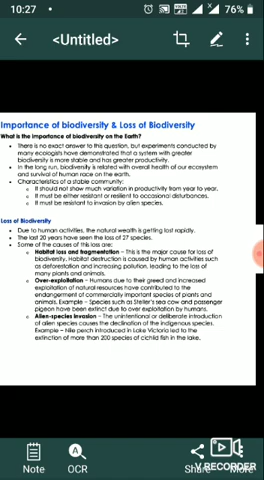 10:27
76%
<Untitled>
Importance of biodiversity & Loss of Biodiversity
What is the importance of biodiversity on the Earth?
• There is no exact answer to this question, but experiments conducted by
many ecologists have demonstrated that a system with greater
biodiversity is more stable and has greater productivity.
• In the long run, biodiversity is related with overall health of our ecosystem
and survival of human race on the earth.
• Characteristics of a stable community:
o It should not show much variation in productivity from year to year.
o It must be either resistant or resilient to occasional disturbances.
o It must be resistant to invasion by alien species.
Loss of Biodiversity
• Due to human activities, the natural wealth is getting lost rapidly.
• The last 20 years have seen the loss of 27 species.
• Some of the causes of this loss are:
o Habitat loss and fragmentation – This is the major cause for loss of
biodiversity. Habitat destruction is caused by human activities such
as deforestation and increasing pollution, leading to the loss of
many plants and animals.
o Over-exploitation – Humans due to their greed and increased
exploitation of natural resources have contributed to the
endangerment of commercially important species of plants and
animals. Example - Species such as Steller's sea cow and passenger
pigeon have been extinct due to over exploitation by humans.
o Alien-species invasion – The unintentional or deliberate introduction
of alien species causes the declination of the indigenous species.
Example – Nile perch introduced in Lake Victoria led to the
extinction of more than 200 species of cichlid fish in the lake.
Note
OCR
Share
More
V RECORDER